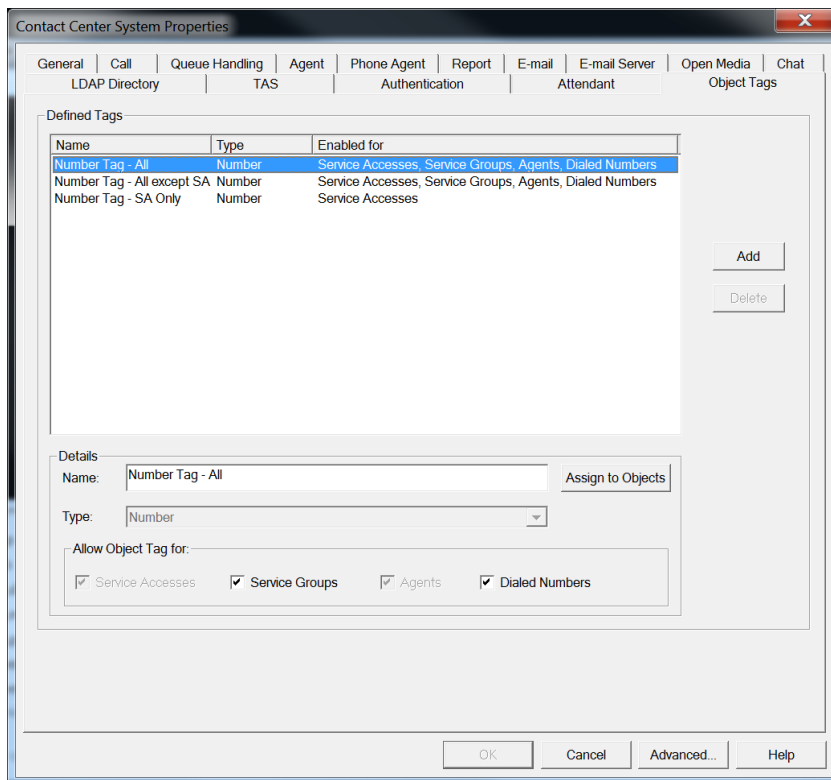 Contact Center System Properties
General Call Queue Handling Agent Phone Agent Report E-mail E-mail Server Open Media Chat
LDAP Directory TAS Authentication Attendant Object Tags
Defined Tags
Name Type Enabled for
Number Tag - All Number Service Accesses, Service Groups, Agents, Dialed Numbers
Number Tag - All except SA Number Service Accesses, Service Groups, Agents, Dialed Numbers
Number Tag - SA Only Number Service Accesses
Add
Delete
Details
Name: Number Tag - All Assign to Objects
Type: Number
Allow Object Tag for:
Service Accesses Service Groups Agents Dialed Numbers
OK Cancel Advanced... Help